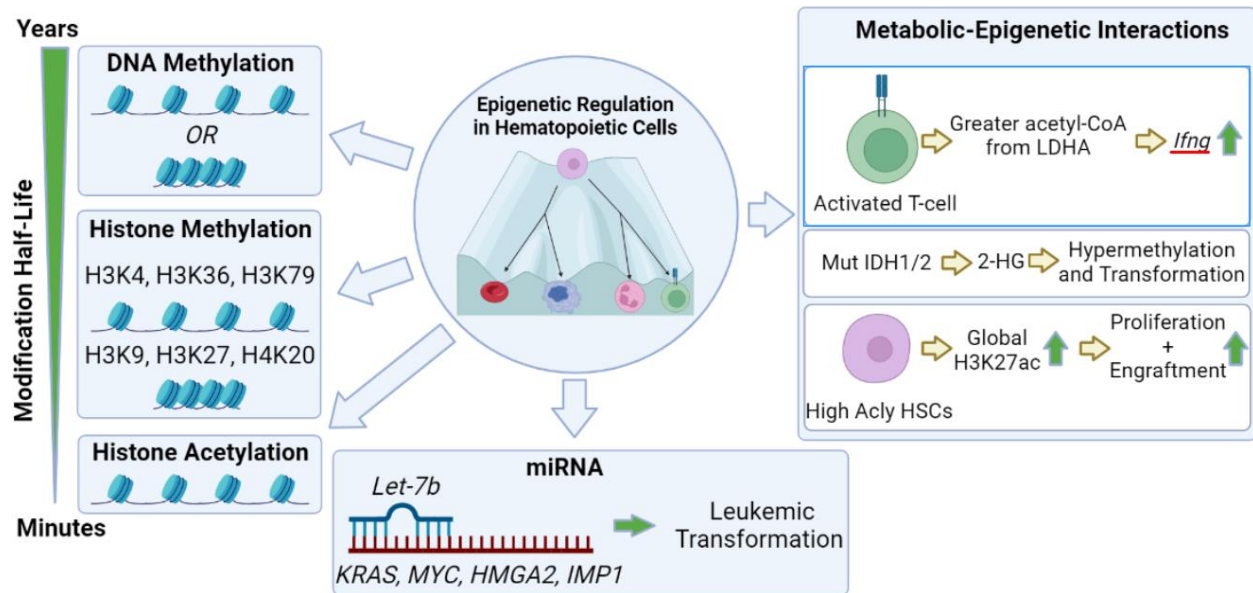 Years
Modification Half-Life
Minutes
DNA Methylation
OR
Histone Methylation
H3K4, H3K36, H3K79
H3K9, H3K27, H4K20
Histone Acetylation
Epigenetic Regulation
in Hematopoietic Cells
miRNA
Let-7b
KRAS, MYC, HMGA2, IMP1
Leukemic
Transformation
Metabolic-Epigenetic Interactions
Activated T-cell
Greater acetyl-CoA
from LDHA
Ifng
Mut IDH1/2
2-HG
Hypermethylation
and Transformation
High Acly HSCs
Global
H3K27ac
Proliferation
+
Engraftment